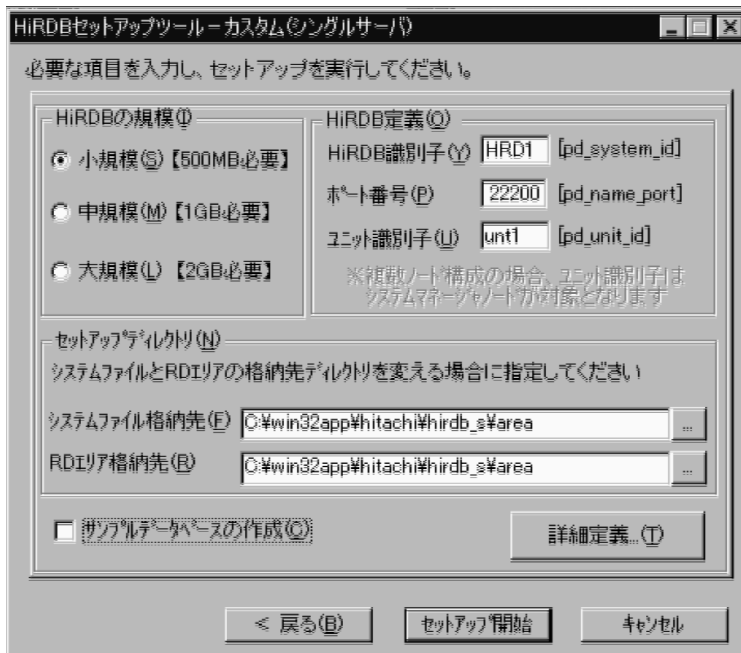 HiRDBセットアップツール－カスタム(シングルサーバ)
必要な項目を入力し、セットアップを実行してください。
HiRDBの規模(I)
小規模(S)【500MB必要】
中規模(M)【1GB必要】
大規模(L)【2GB必要】
HiRDB定義(O)
HiRDB識別子(Y) HRD1 [pd_system_id]
ﾎﾟｰﾄ番号(P) 22200 [pd_name_port]
ﾕﾆｯﾄ識別子(U) unt1 [pd_unit_id]
※複数ﾉｰﾄﾞ構成の場合、ﾕﾆｯﾄ識別子は
ｼｽﾃﾑﾏﾈｰｼﾞｬﾉｰﾄﾞが対象となります
ｾｯﾄｱｯﾌﾟﾃﾞｨﾚｸﾄﾘ(N)
ｼｽﾃﾑﾌｧｲﾙとRDｴﾘｱの格納先ﾃﾞｨﾚｸﾄﾘを変える場合に指定してください
ｼｽﾃﾑﾌｧｲﾙ格納先(F) C:¥win32app¥hitachi¥hirdb_s¥area ...
RDｴﾘｱ格納先(R) C:¥win32app¥hitachi¥hirdb_s¥area ...
ｻﾝﾌﾟﾙﾃﾞｰﾀﾍﾞｰｽの作成(C)
詳細定義...(T)
< 戻る(B)
ｾｯﾄｱｯﾌﾟ開始
ｷｬﾝｾﾙ